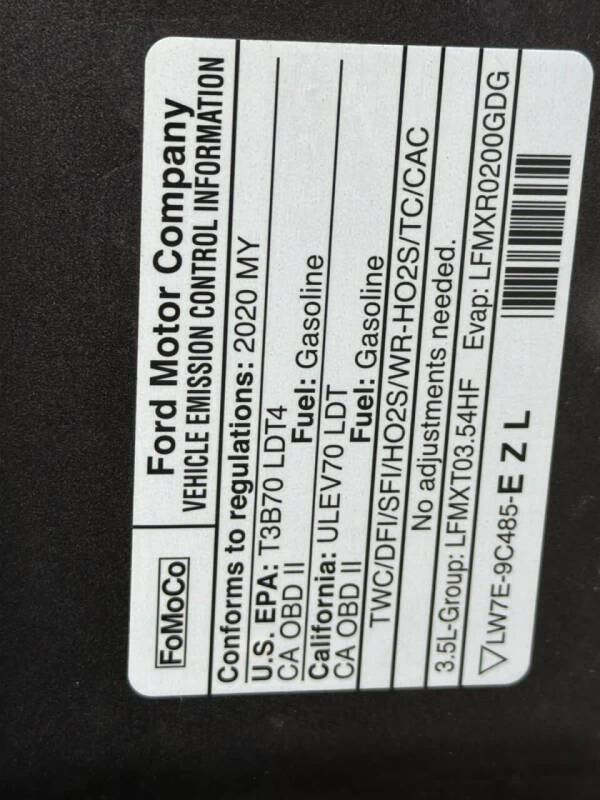 FoMoCo
Ford Motor Company
VEHICLE EMISSION CONTROL INFORMATION
Conforms to regulations: 2020 MY
U.S. EPA: T3B70 LDT4
CA OBD II Fuel: Gasoline
California: ULEV70 LDT
CA OBD II Fuel: Gasoline
TWC/DFI/SFI/HO2S/WR-HO2S/TC/CAC
No adjustments needed.
3.5L-Group: LFMXT03.54HF Evap: LFMXR0200GDG
LW7E-9C485-E Z L